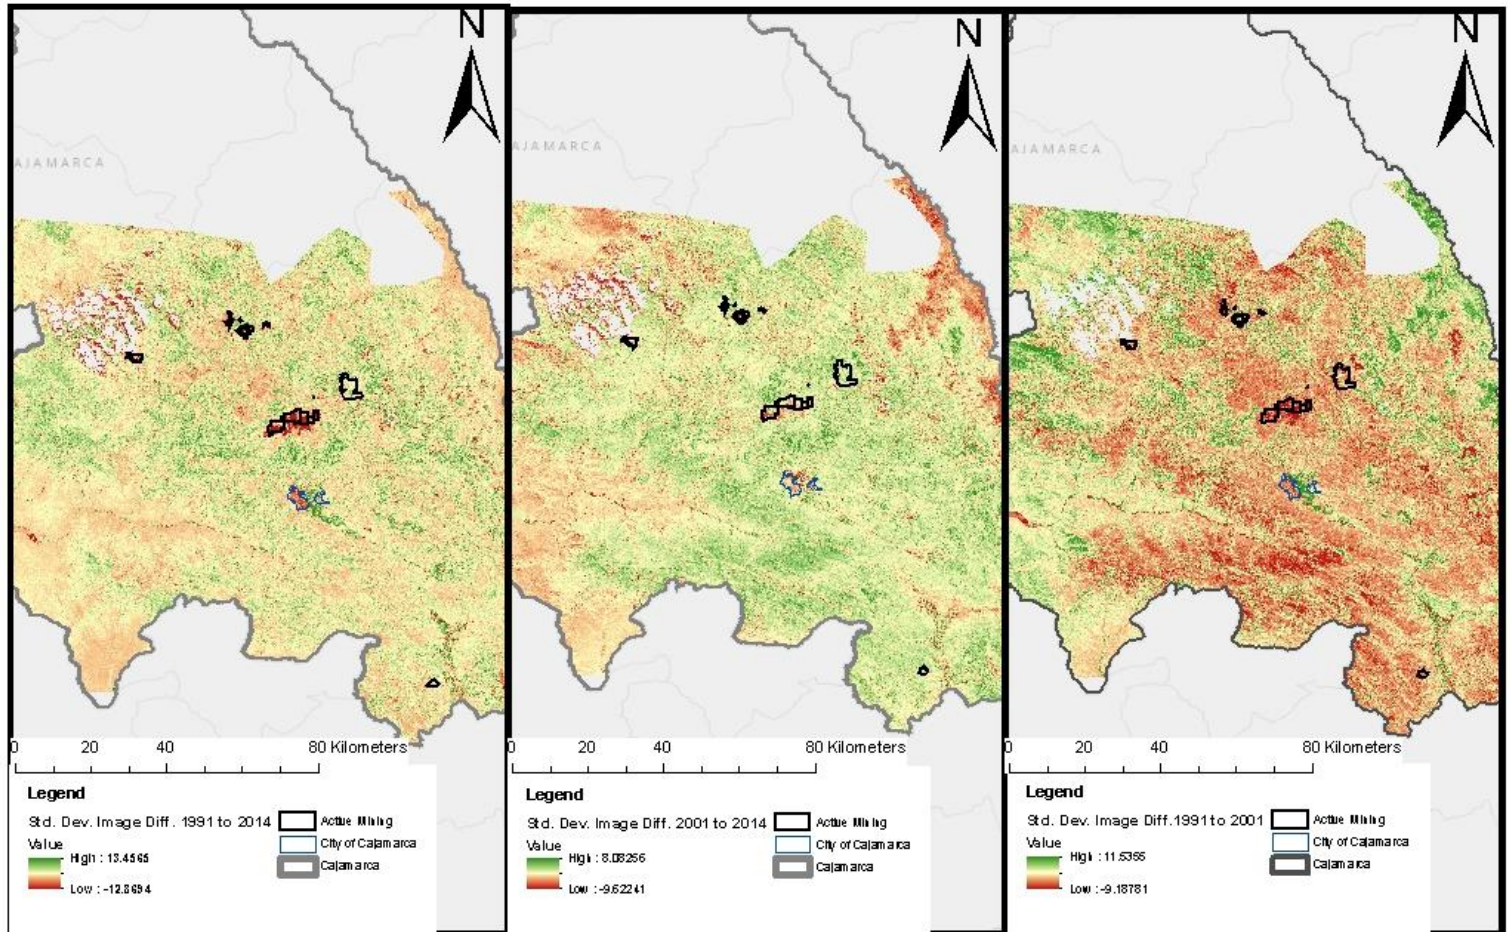 N
AJAMARCA
0 20 40 80 Kilometers
Legend
Std. Dev. Image Diff. 1991 to 2014
Value
High : 13.4565
Low : -12.8694
Active Mining
City of Cajamarca
Cajamarca
N
AJAMARCA
0 20 40 80 Kilometers
Legend
Std. Dev. Image Diff. 2001 to 2014
Value
High : 8.08256
Low : -9.62241
Active Mining
City of Cajamarca
Cajamarca
N
AJAMARCA
0 20 40 80 Kilometers
Legend
Std. Dev. Image Diff.1991 to 2001
Value
High : 11.5355
Low : -9.18781
Active Mining
City of Cajamarca
Cajamarca